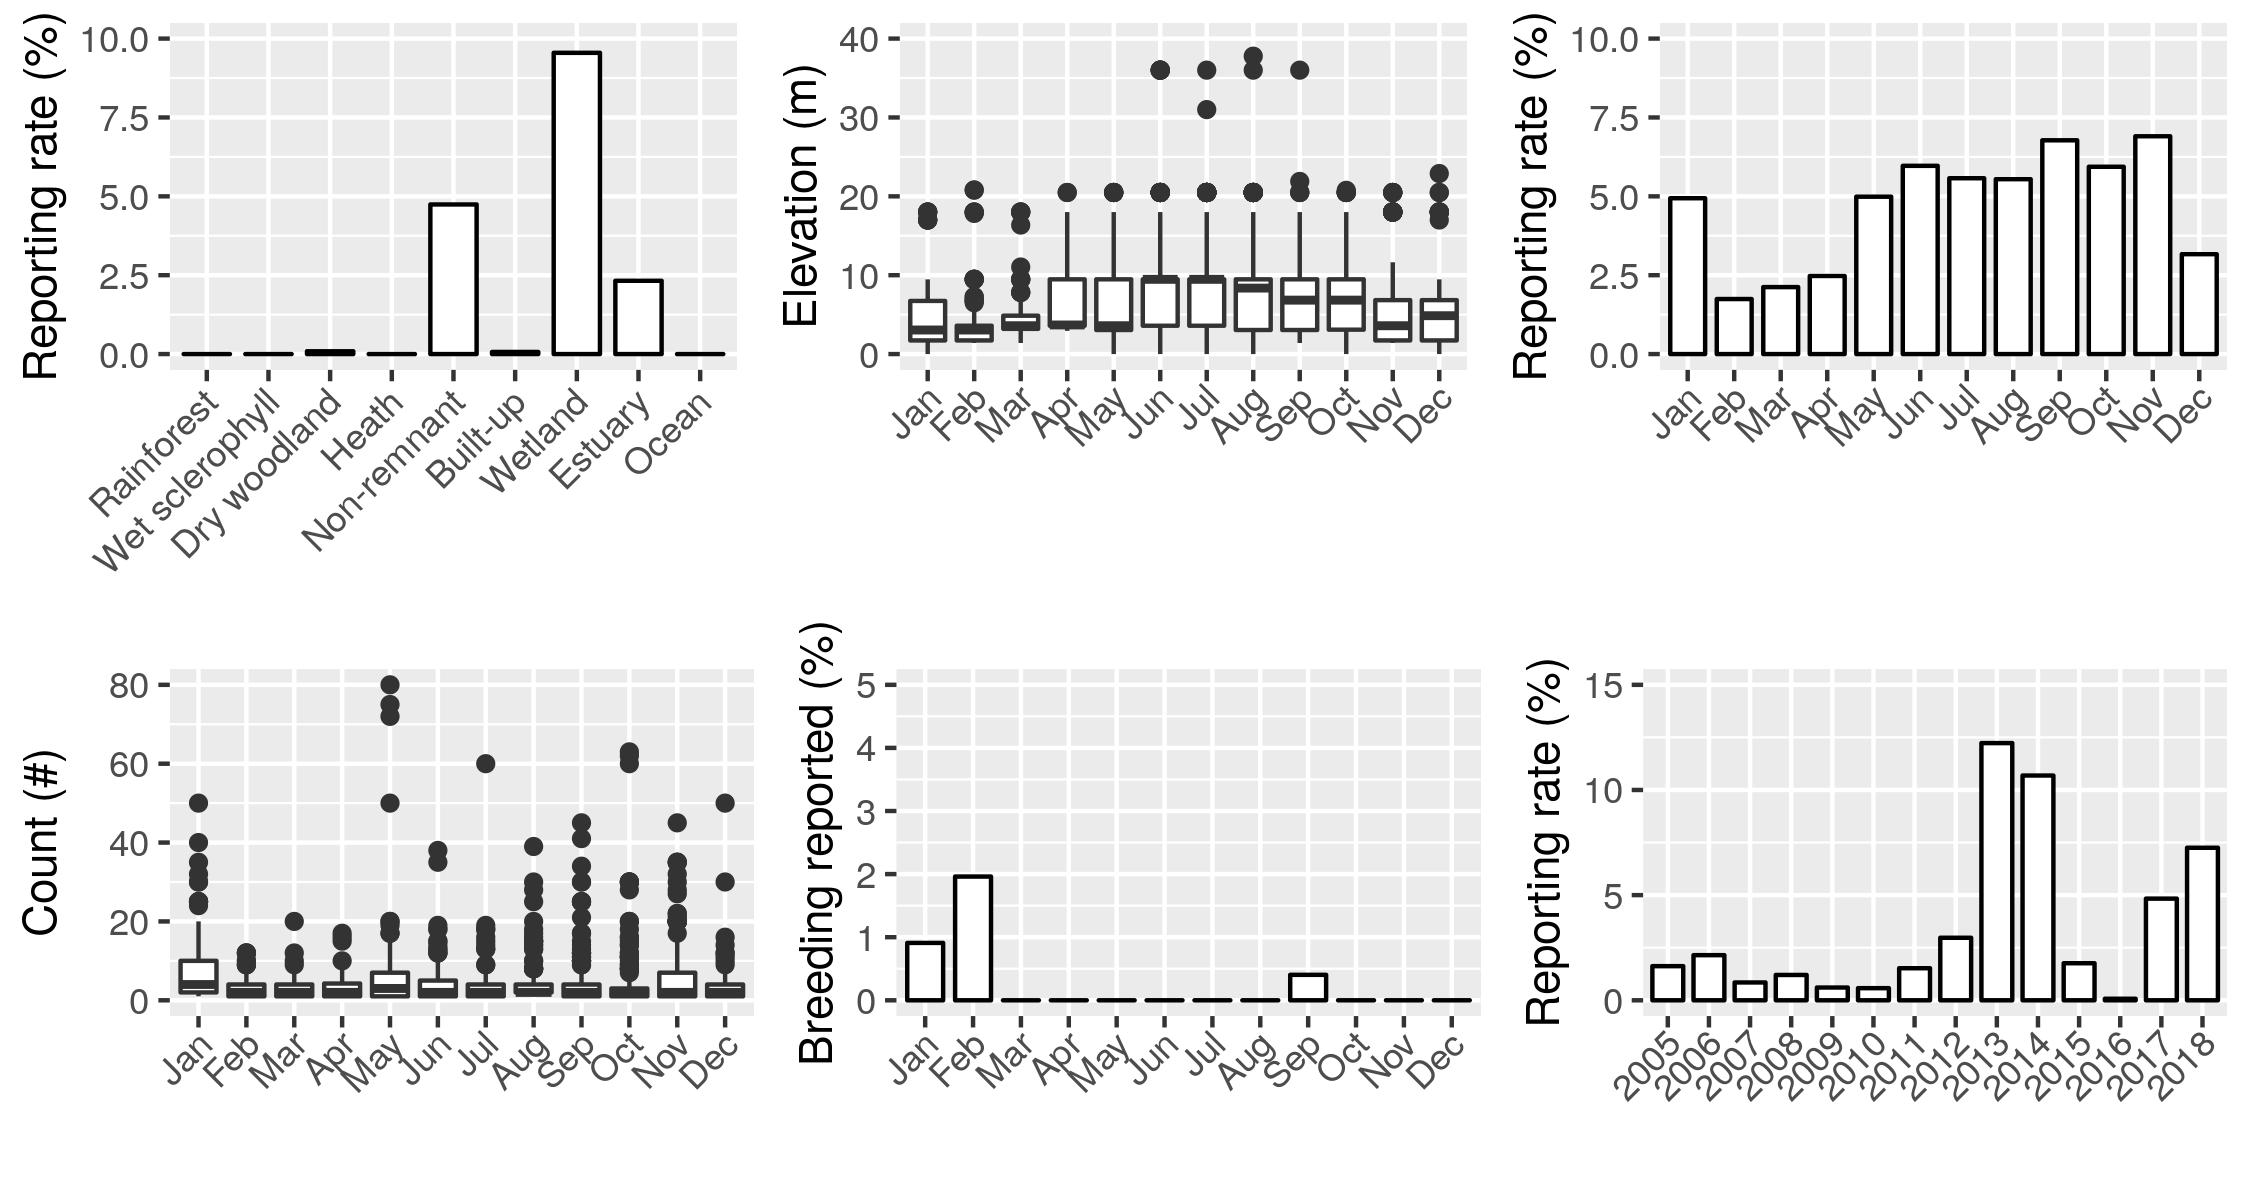 Reporting rate (%)
10.0
7.5
5.0
2.5
0.0
Rainforest
Wet sclerophyll
Dry woodland
Heath
Non-remnant
Built-up
Wetland
Estuary
Ocean
Elevation (m)
40
30
20
10
0
Jan
Feb
Mar
Apr
May
Jun
Jul
Aug
Sep
Oct
Nov
Dec
Reporting rate (%)
10.0
7.5
5.0
2.5
0.0
Jan
Feb
Mar
Apr
May
Jun
Jul
Aug
Sep
Oct
Nov
Dec
Count (#)
80
60
40
20
0
Jan
Feb
Mar
Apr
May
Jun
Jul
Aug
Sep
Oct
Nov
Dec
Breeding reported (%)
5
4
3
2
1
0
Jan
Feb
Mar
Apr
May
Jun
Jul
Aug
Sep
Oct
Nov
Dec
Reporting rate (%)
15
10
5
0
2005
2006
2007
2008
2009
2010
2011
2012
2013
2014
2015
2016
2017
2018